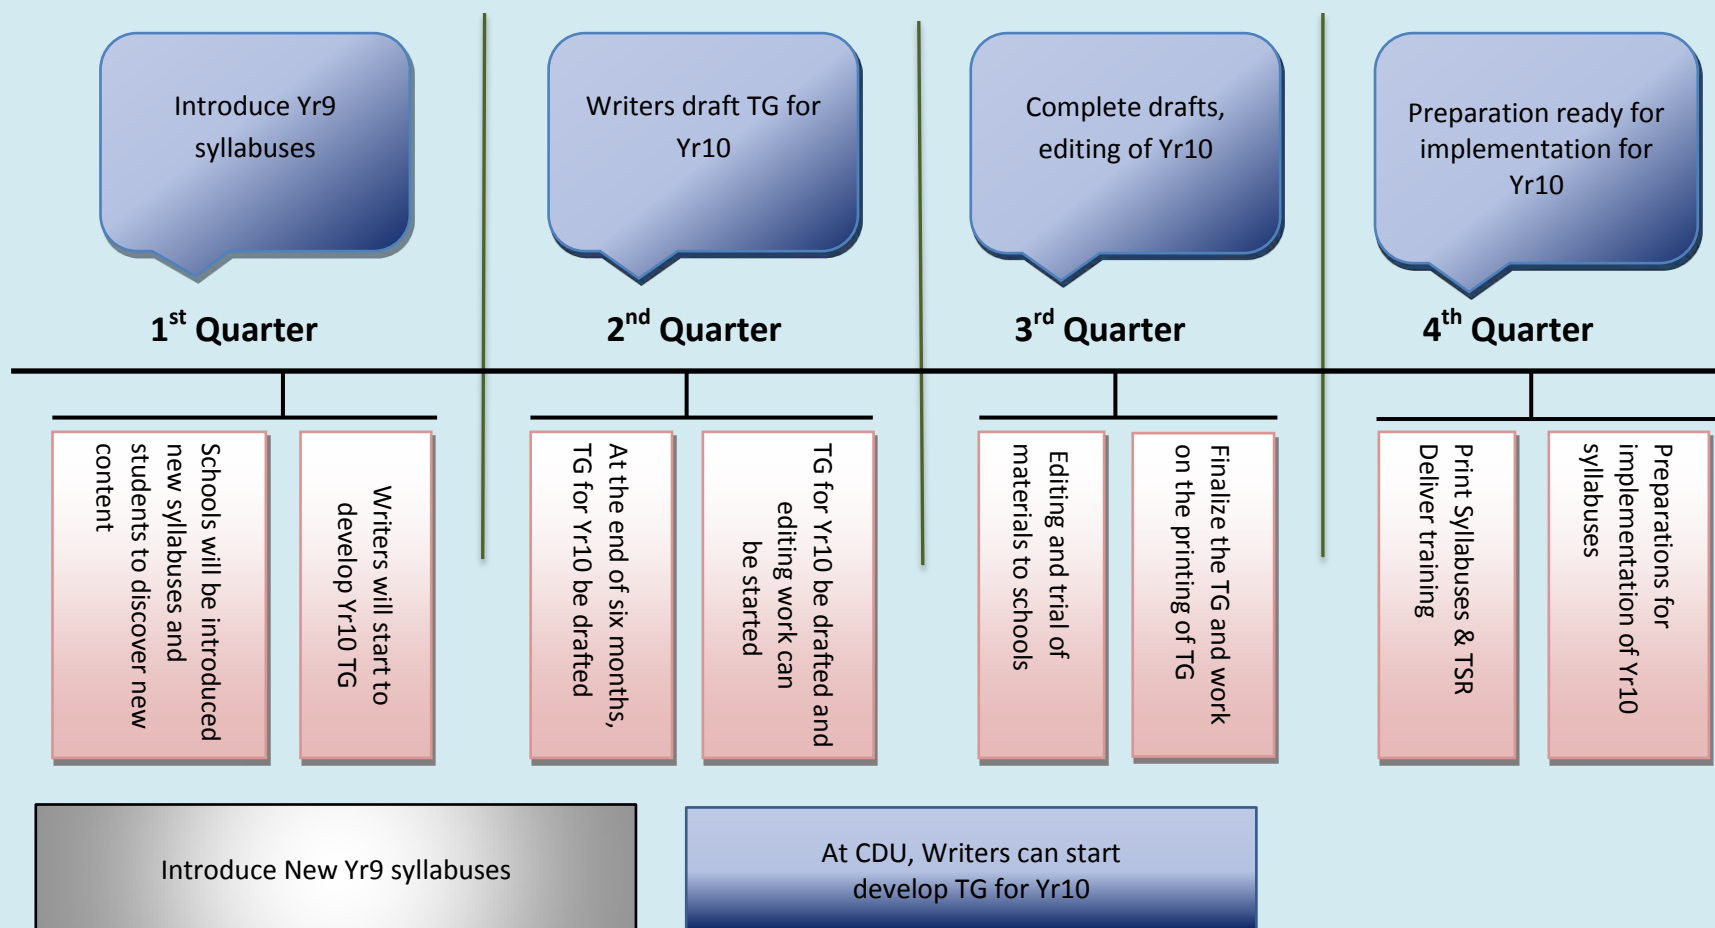 Introduce Yr9
syllabuses
Writers draft TG for
Yr10
Complete drafts,
editing of Yr10
Preparation ready for
implementation for
Yr10
1st Quarter
2nd Quarter
3rd Quarter
4th Quarter
Schools will be introduced
new syllabuses and
students to discover new
content
Writers will start to
develop Yr10 TG
At the end of six months,
TG for Yr10 be drafted
TG for Yr10 be drafted and
editing work can
be started
Editing and trial of
materials to schools
Finalize the TG and work
on the printing of TG
Print Syllabuses & TSR
Deliver training
Preparations for
implementation of Yr10
syllabuses
Introduce New Yr9 syllabuses
At CDU, Writers can start
develop TG for Yr10